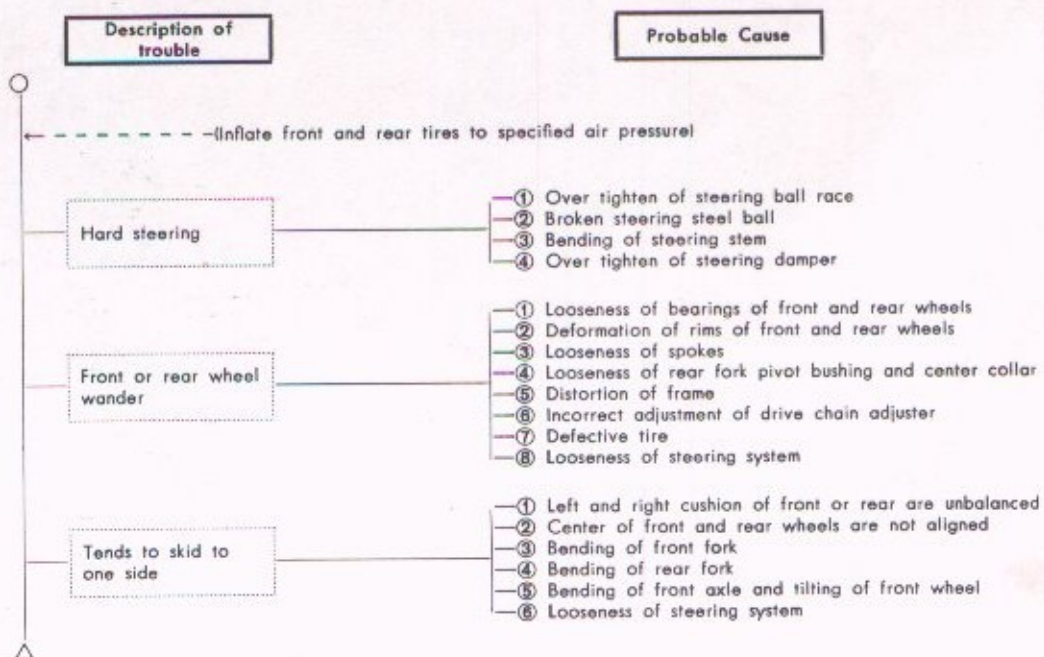 Description of
trouble
Probable Cause
(Inflate front and rear tires to specified air pressure)
Hard steering
① Over tighten of steering ball race
② Broken steering steel ball
③ Bending of steering stem
④ Over tighten of steering damper
Front or rear wheel
wander
① Looseness of bearings of front and rear wheels
② Deformation of rims of front and rear wheels
③ Looseness of spokes
④ Looseness of rear fork pivot bushing and center collar
⑤ Distortion of frame
⑥ Incorrect adjustment of drive chain adjuster
⑦ Defective tire
⑧ Looseness of steering system
Tends to skid to
one side
① Left and right cushion of front or rear are unbalanced
② Center of front and rear wheels are not aligned
③ Bending of front fork
④ Bending of rear fork
⑤ Bending of front axle and tilting of front wheel
⑥ Looseness of steering system